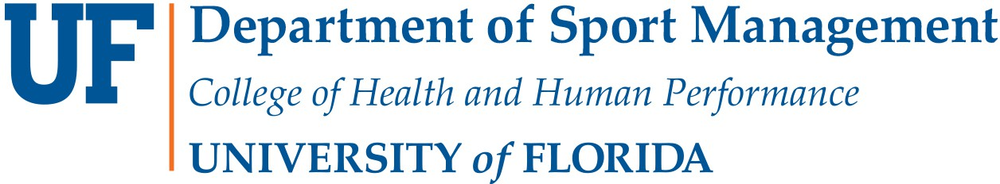 UF
Department of Sport Management
College of Health and Human Performance
UNIVERSITY of FLORIDA